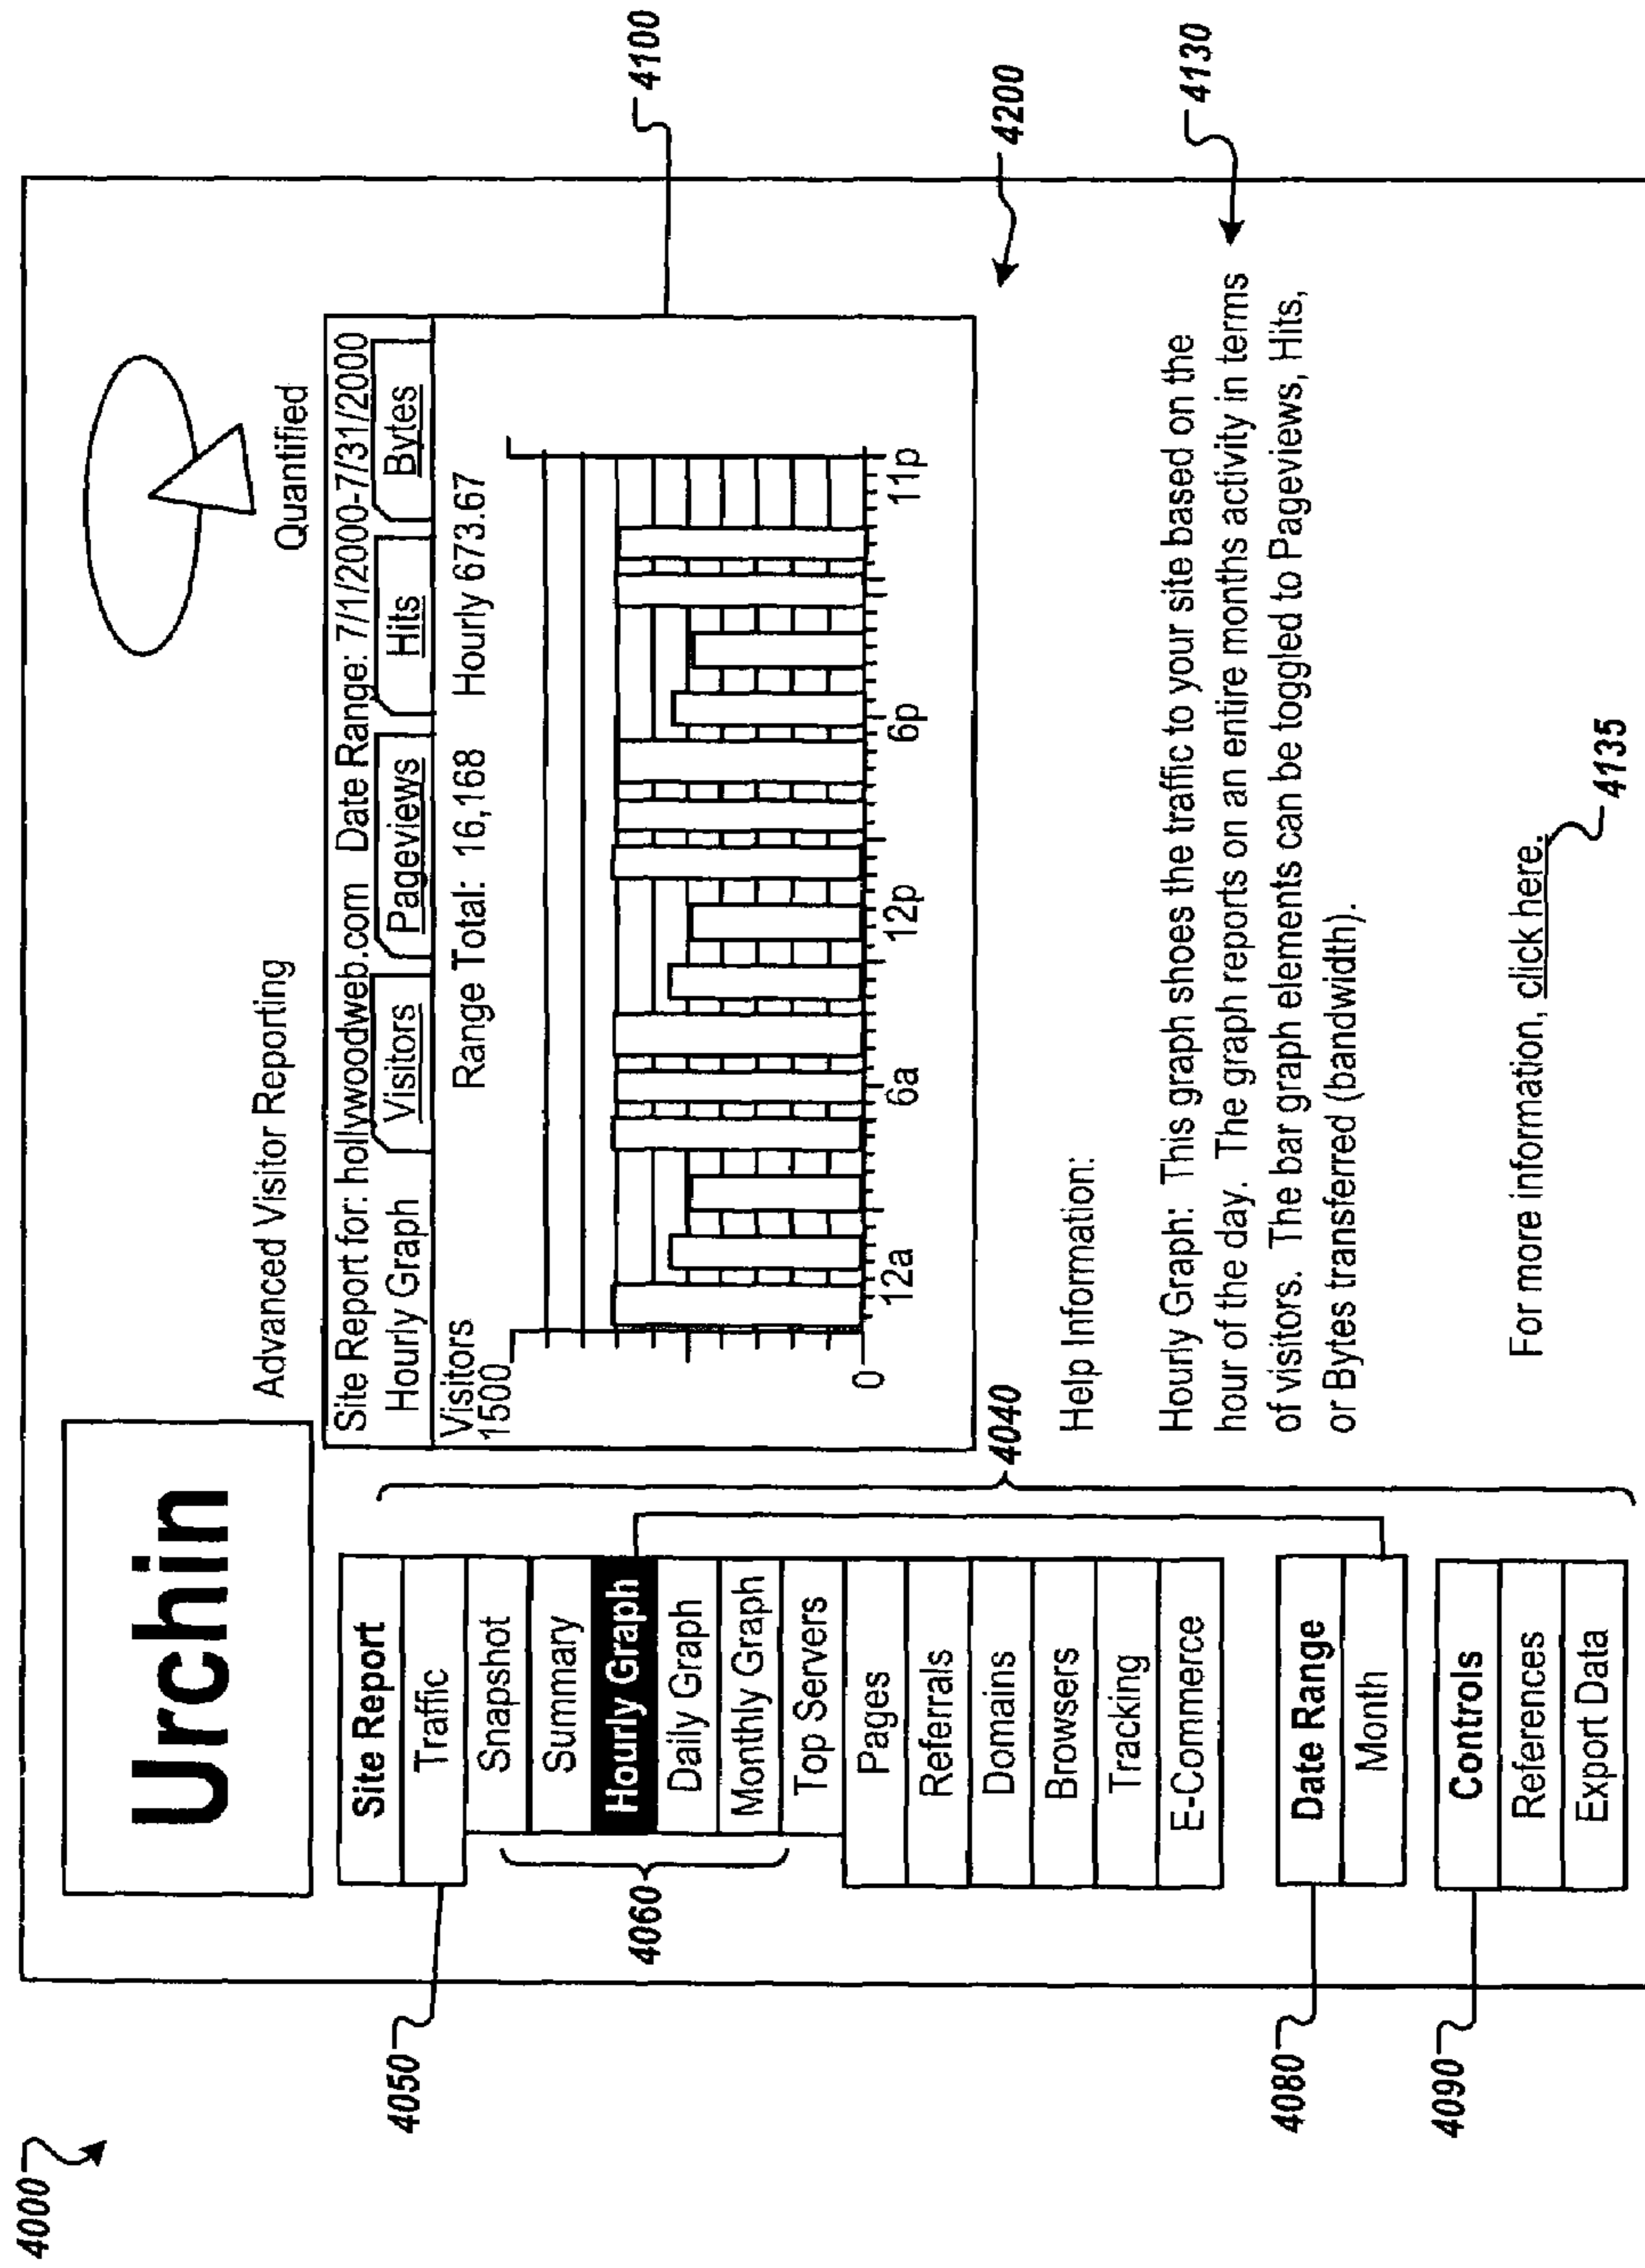 4000
Urchin
Advanced Visitor Reporting
Quantified
4050
4060
4080
4090
Site Report
Traffic
Snapshot
Summary
Hourly Graph
Daily Graph
Monthly Graph
Top Servers
Pages
Referrals
Domains
Browsers
Tracking
E-Commerce
Date Range
Month
Controls
References
Export Data
4040
Site Report for: hollywoodweb.com Date Range: 7/1/2000-7/31/2000
Hourly Graph Visitors Pageviews Hits Bytes
Visitors Range Total: 16,168 Hourly 673.67
1500
0
12a 6a 12p 6p 11p
4100
4200
Help Information:
4130
Hourly Graph: This graph shoes the traffic to your site based on the
hour of the day. The graph reports on an entire months activity in terms
of visitors. The bar graph elements can be toggled to Pageviews, Hits,
or Bytes transferred (bandwidth).
For more information, click here.
4135